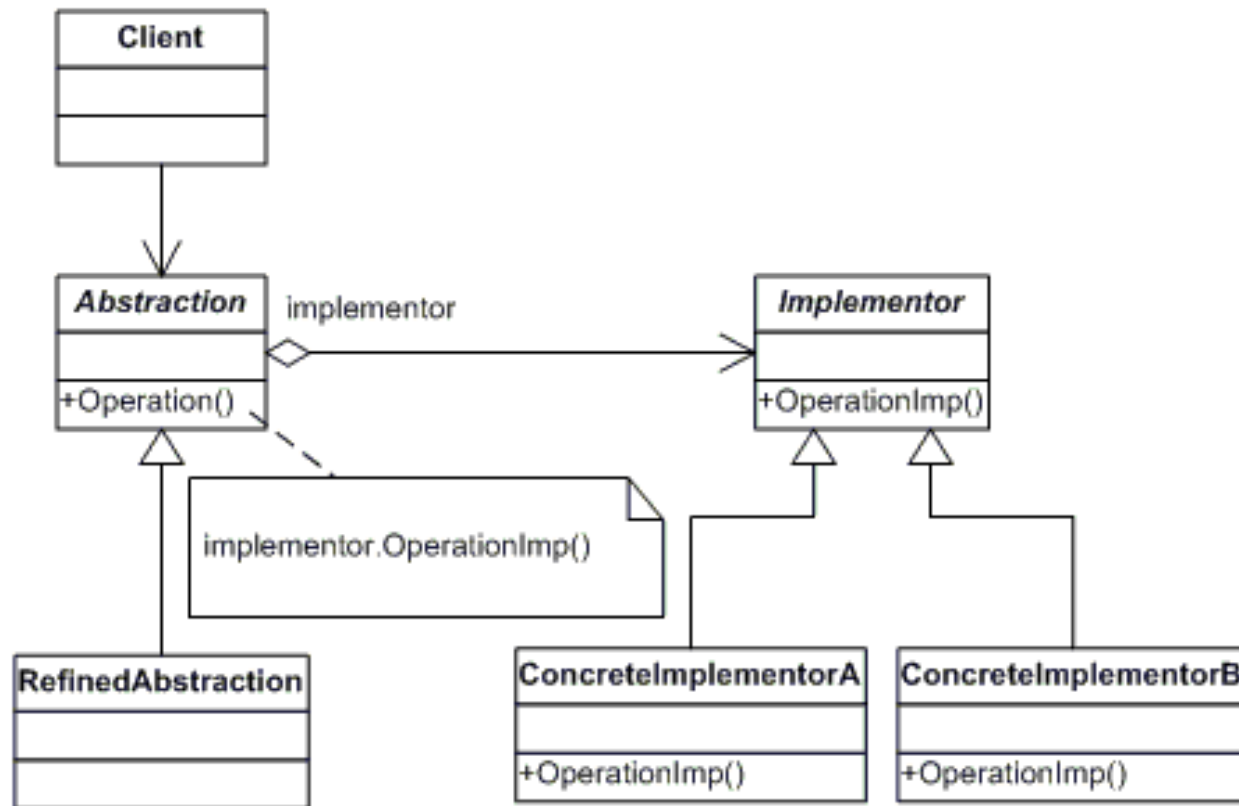 Client
Abstraction
implementor
Implementor
+Operation()
+OperationImp()
implementor.OperationImp()
RefinedAbstraction
ConcreteImplementorA
ConcreteImplementorB
+OperationImp()
+OperationImp()